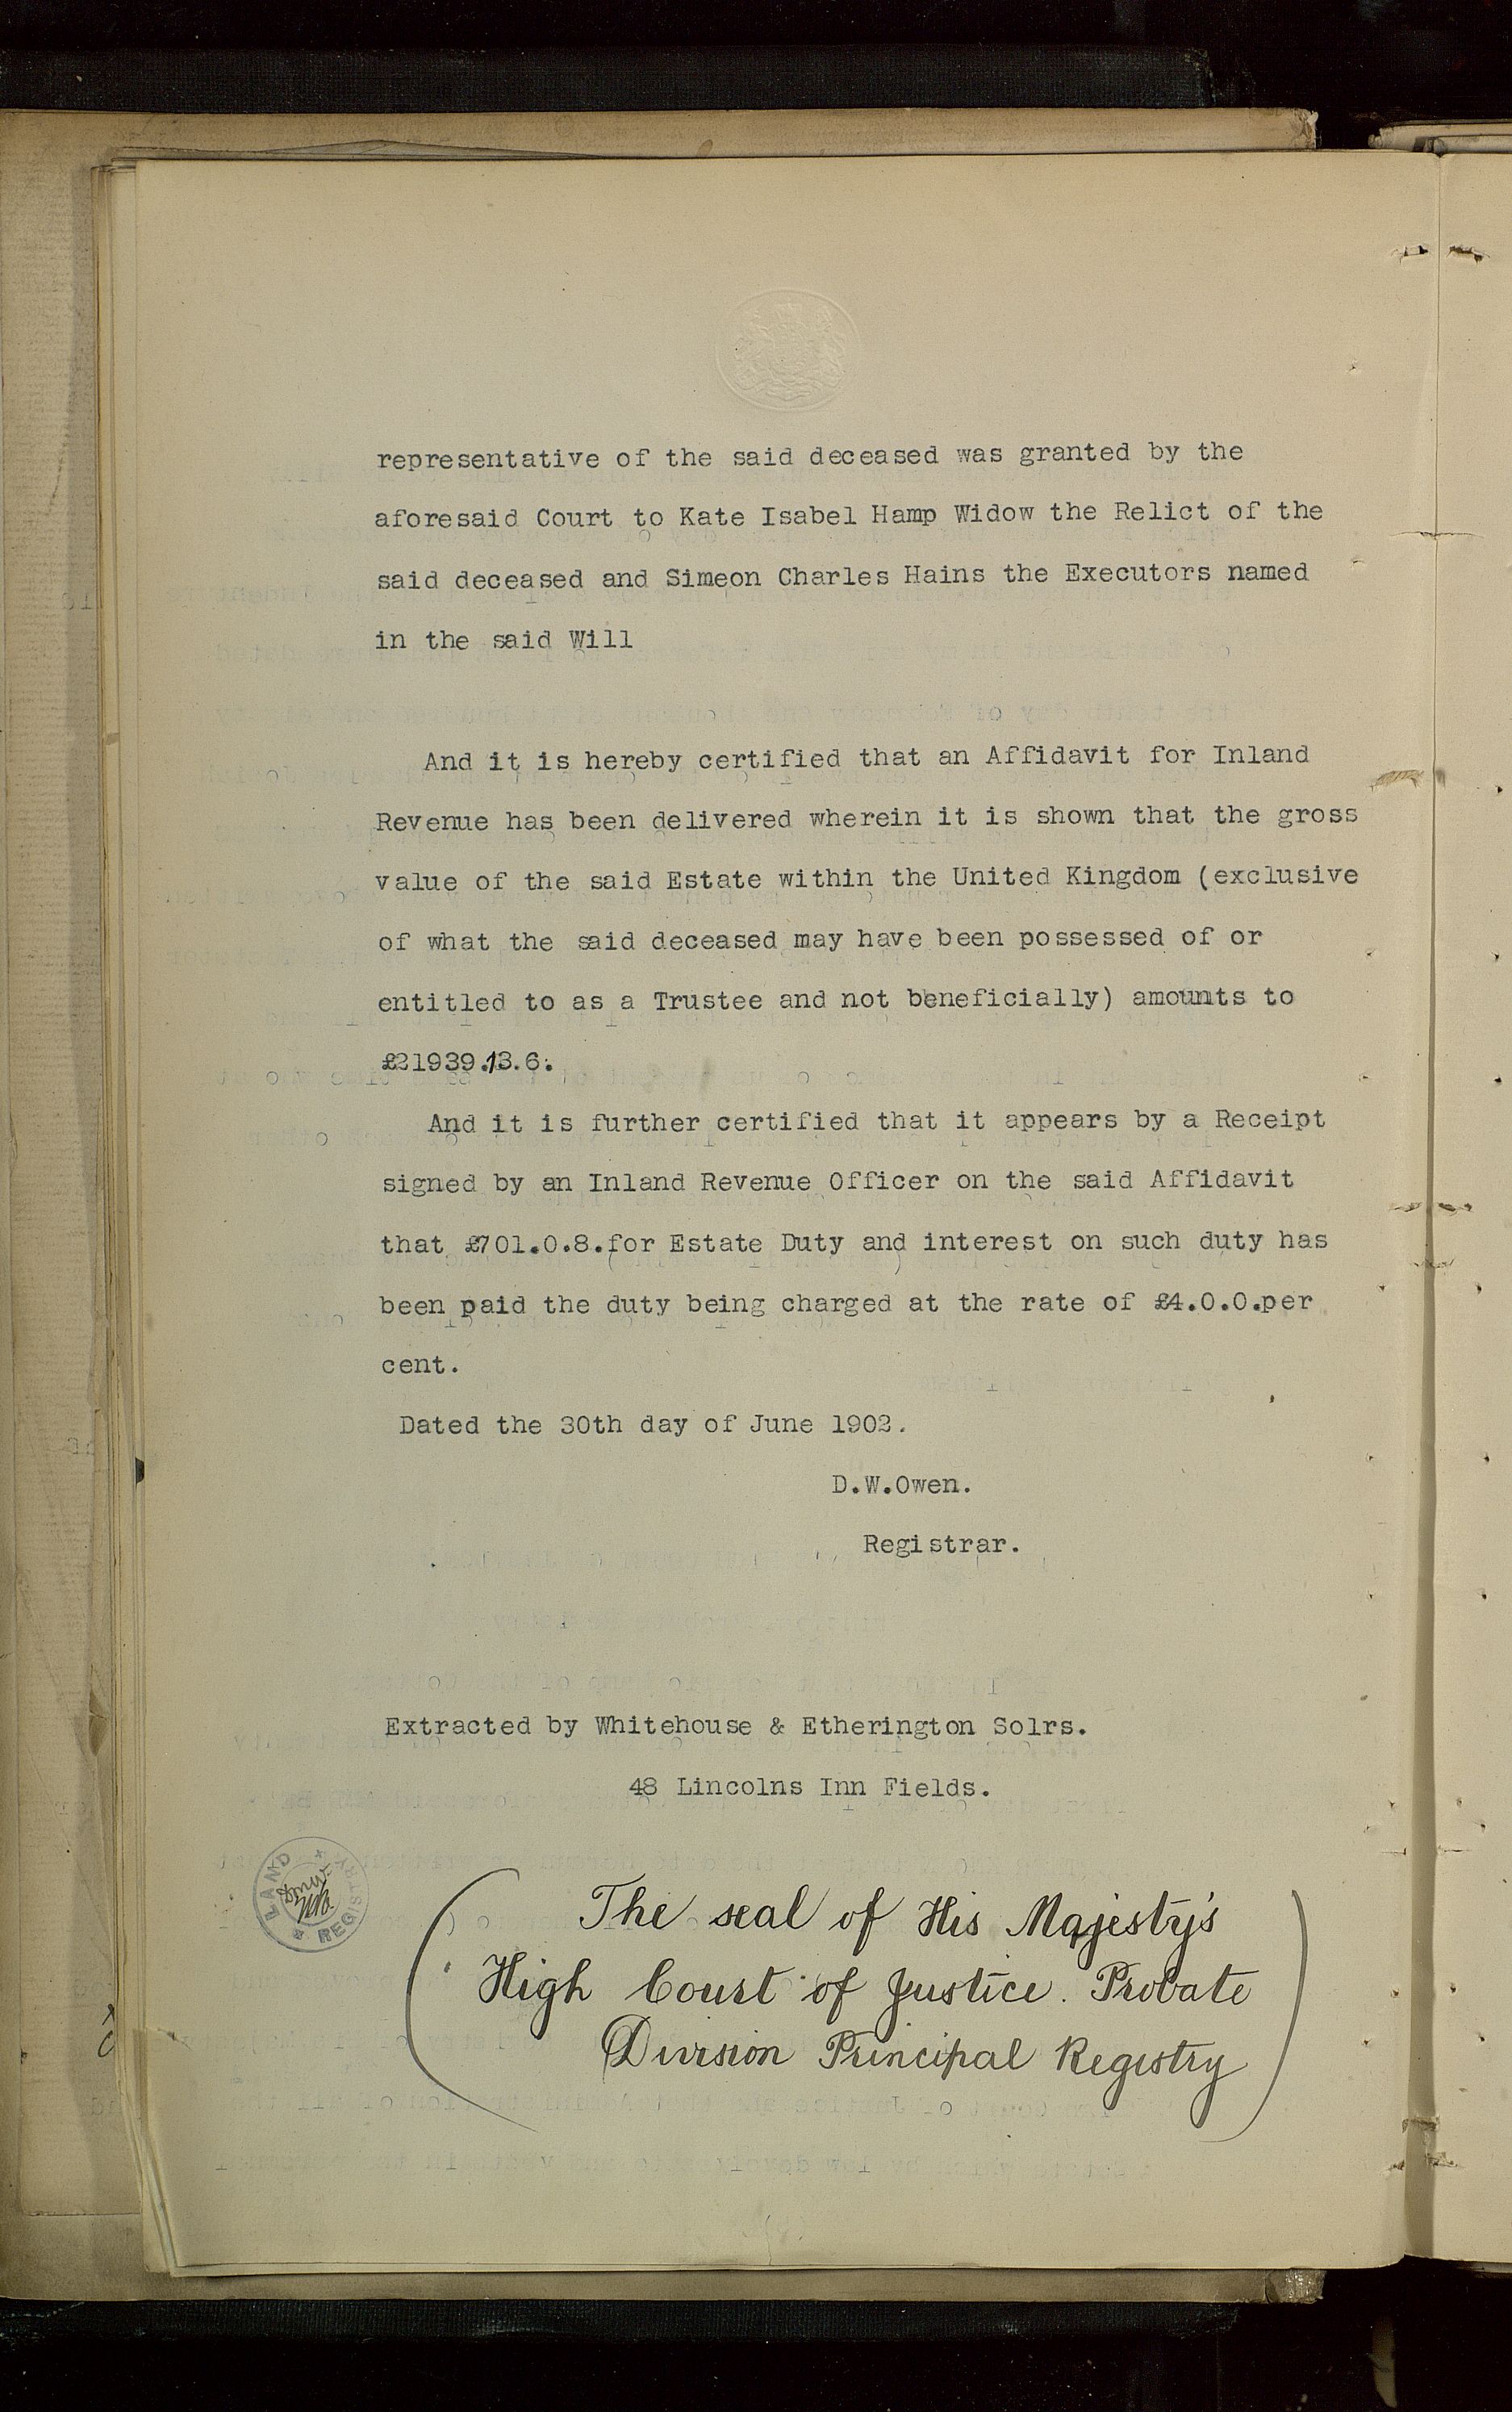 representative of the said deceased was granted by the
aforesaid Court to Kate Isabel Hamp Widow the Relict of the
said deceased and Simeon Charles Hains the Executors named
in the said Will
And it is hereby certified that an Affidavit for Inland
Revenue has been delivered wherein it is shown that the gross
value of the said Estate within the United Kingdom (exclusive
of what the said deceased may have been possessed of or
entitled to as a Trustee and not beneficially) amounts to
£21939.13.6.
And it is further certified that it appears by a Receipt
signed by an Inland Revenue Officer on the said Affidavit
that £701.0.8.for Estate Duty and interest on such duty has
been paid the duty being charged at the rate of £4.0.0.per
cent.
Dated the 30th day of June 1902.
D.W.Owen.
Registrar.
Extracted by Whitehouse & Etherington Solrs.
48 Lincolns Inn Fields.
LAND REGISTRY
The seal of His Majesty's
High Court of Justice. Probate
Division Principal Registry